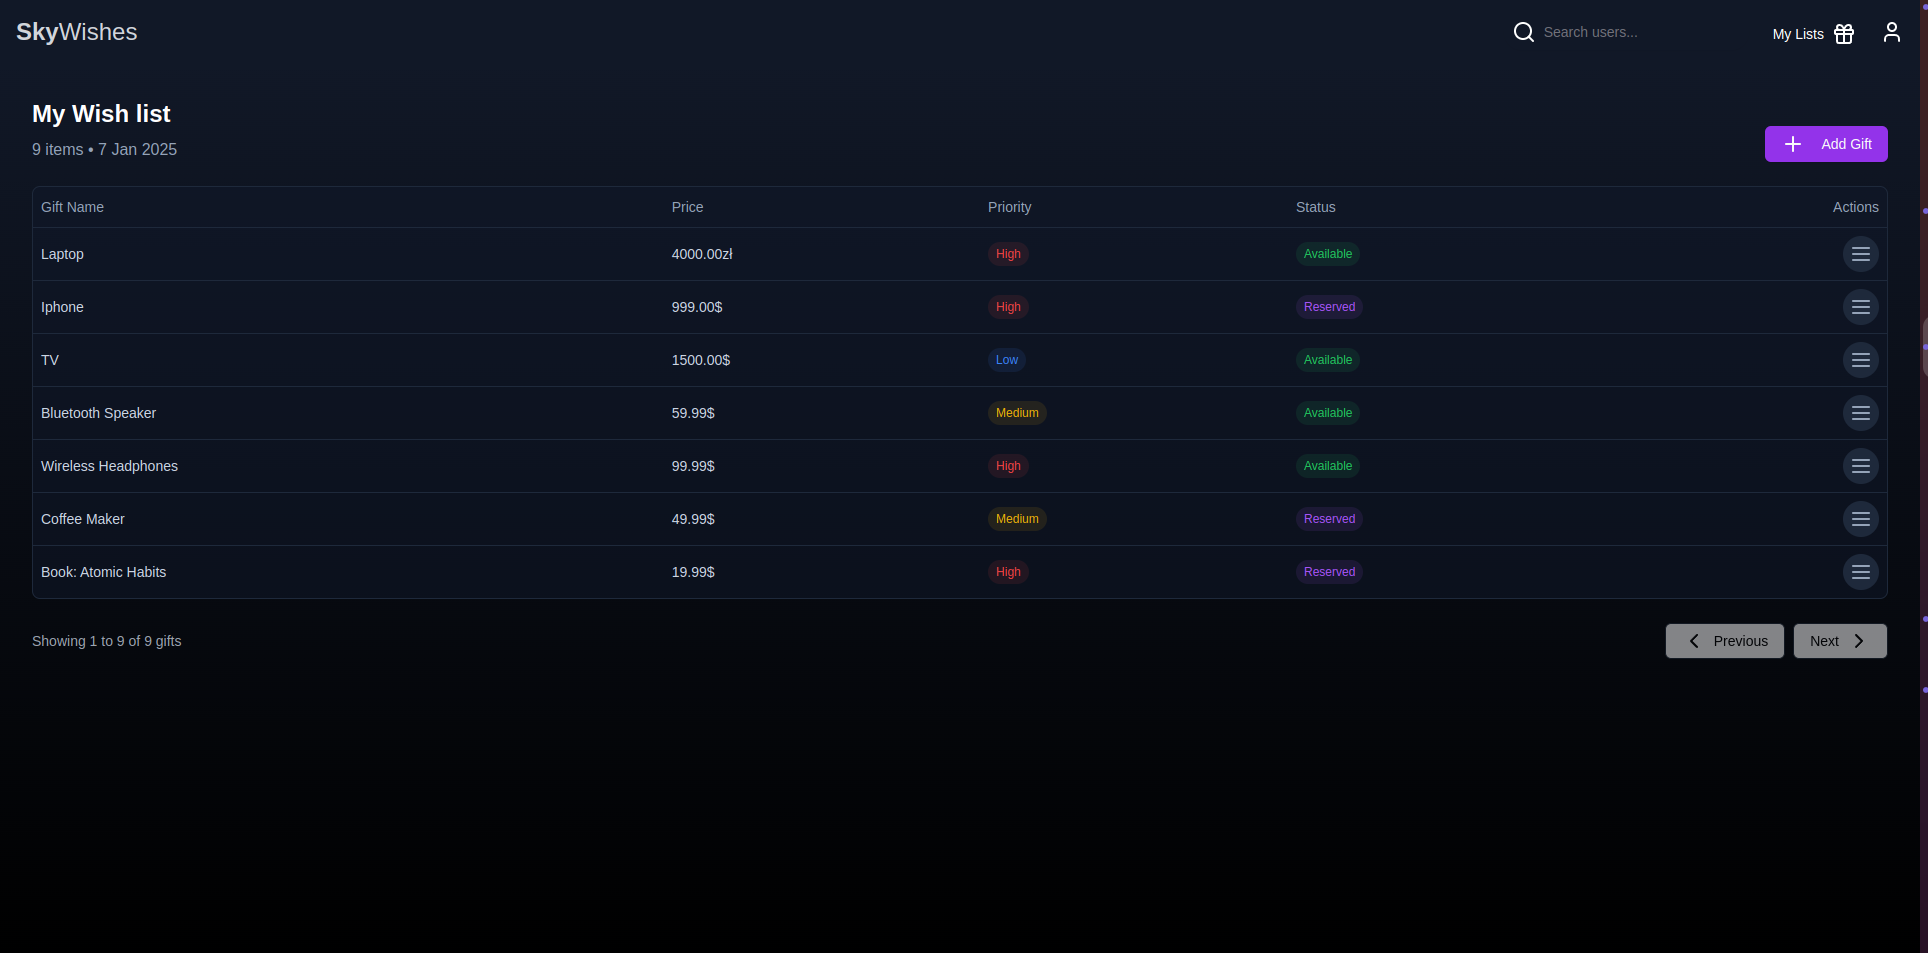 SkyWishes
Search users...
My Lists
My Wish list
9 items • 7 Jan 2025
Add Gift
Gift Name Price Priority Status Actions
Laptop 4000.00zł High Available
Iphone 999.00$ High Reserved
TV 1500.00$ Low Available
Bluetooth Speaker 59.99$ Medium Available
Wireless Headphones 99.99$ High Available
Coffee Maker 49.99$ Medium Reserved
Book: Atomic Habits 19.99$ High Reserved
Showing 1 to 9 of 9 gifts
Previous
Next